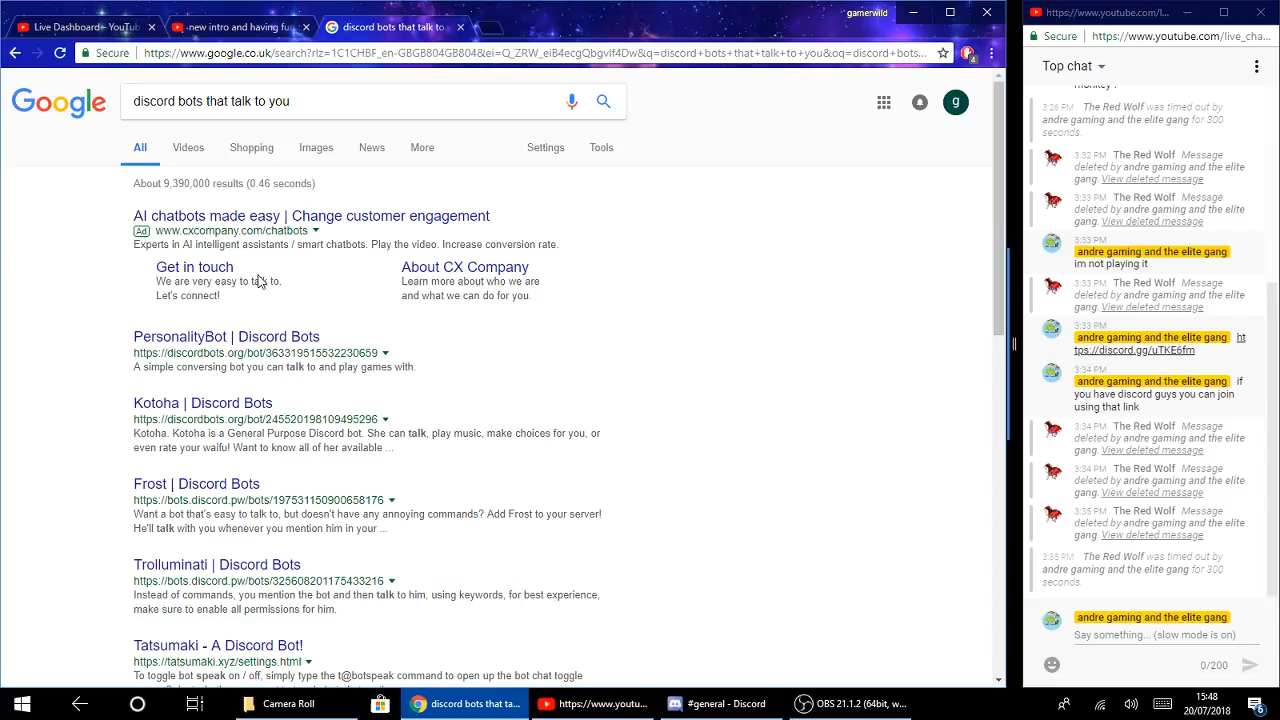 Live Dashboard - YouTu
-new intro and having fun
discord bots that talk to
gamerwild
Secure
https://www.google.co.uk/search?rlz=1C1CHBF_en-GBGB804GB804&ei=Q_ZRW_eiB4ecgQbgvIf4Dw&q=discord+bots+that+talk+to+you&oq=discord+bots...
4
Google
discord bots that talk to you
g
All
Videos
Shopping
Images
News
More
Settings
Tools
About 9,390,000 results (0.46 seconds)
AI chatbots made easy | Change customer engagement
Ad www.cxcompany.com/chatbots
Experts in AI intelligent assistants / smart chatbots. Play the video. Increase conversion rate.
Get in touch
We are very easy to talk to.
Let's connect!
About CX Company
Learn more about who we are
and what we can do for you.
PersonalityBot | Discord Bots
https://discordbots.org/bot/363319515532230659
A simple conversing bot you can talk to and play games with.
Kotoha | Discord Bots
https://discordbots.org/bot/245520198109495296
Kotoha. Kotoha is a General Purpose Discord bot. She can talk, play music, make choices for you, or
even rate your waifu! Want to know all of her available ...
Frost | Discord Bots
https://bots.discord.pw/bots/197531150900658176
Want a bot that's easy to talk to, but doesn't have any annoying commands? Add Frost to your server!
He'll talk with you whenever you mention him in your ...
Trolluminati | Discord Bots
https://bots.discord.pw/bots/325608201175433216
Instead of commands, you mention the bot and then talk to him, using keywords, for best experience,
make sure to enable all permissions for him.
Tatsumaki - A Discord Bot!
https://tatsumaki.xyz/settings.html
To toggle bot speak on / off, simply type the t@botspeak command to open up the bot chat toggle
https://www.youtube.com/l...
Secure
https://www.youtube.com/live_cha...
Top chat
monkey ?
3:26 PM The Red Wolf was timed out by
andre gaming and the elite gang for 300
seconds.
3:32 PM The Red Wolf Message
deleted by andre gaming and the elite
gang. View deleted message
3:33 PM The Red Wolf Message
deleted by andre gaming and the elite
gang. View deleted message
3:33 PM
andre gaming and the elite gang
im not playing it
3:33 PM The Red Wolf Message
deleted by andre gaming and the elite
gang. View deleted message
3:33 PM
andre gaming and the elite gang ht
tps://discord.gg/uTKE6fm
3:34 PM
andre gaming and the elite gang if
you have discord guys you can join
using that link
3:34 PM The Red Wolf Message
deleted by andre gaming and the elite
gang. View deleted message
3:34 PM The Red Wolf Message
deleted by andre gaming and the elite
gang. View deleted message
3:35 PM The Red Wolf Message
deleted by andre gaming and the elite
gang. View deleted message
3:35 PM The Red Wolf was timed out by
andre gaming and the elite gang for 300
seconds.
andre gaming and the elite gang
Say something... (slow mode is on)
0/200
Camera Roll
discord bots that ta...
https://www.youtu...
#general - Discord
OBS 21.1.2 (64bit, w...
15:48
20/07/2018
6